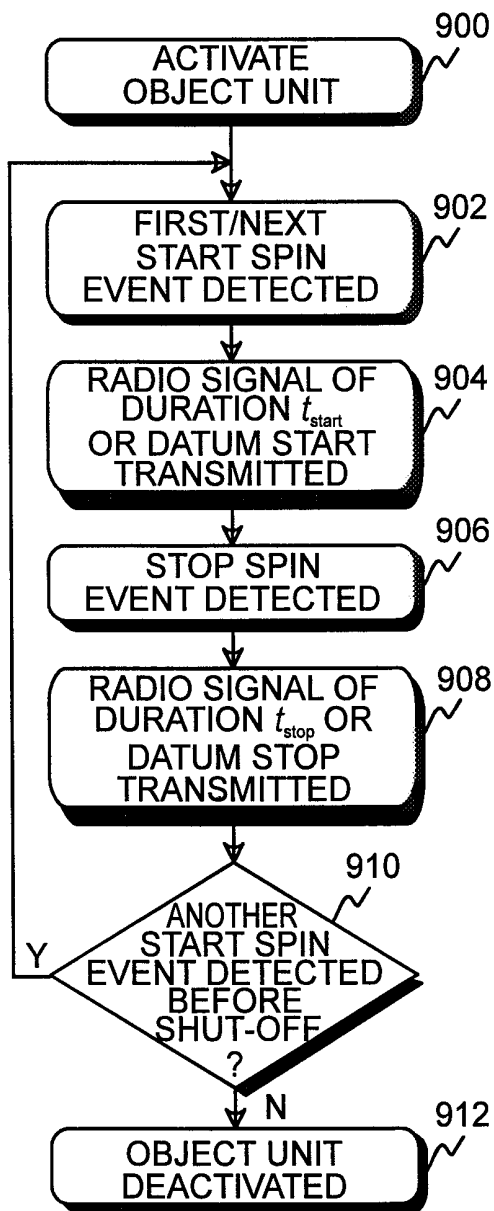 900
ACTIVATE
OBJECT UNIT
902
FIRST/NEXT
START SPIN
EVENT DETECTED
904
RADIO SIGNAL OF
DURATION t_start
OR DATUM START
TRANSMITTED
906
STOP SPIN
EVENT DETECTED
908
RADIO SIGNAL OF
DURATION t_stop OR
DATUM STOP
TRANSMITTED
910
ANOTHER
START SPIN
Y
EVENT DETECTED
BEFORE
SHUT-OFF
?
N
912
OBJECT UNIT
DEACTIVATED